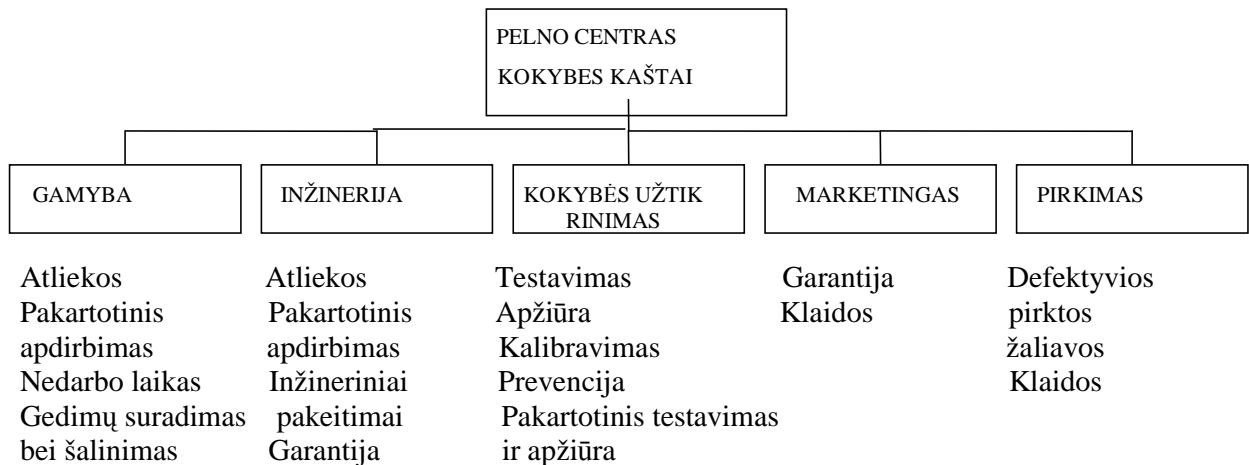 PELNO CENTRAS
KOKYBES KAŠTAI
GAMYBA
INŽINERIJA
KOKYBĖS UŽTIK
RINIMAS
MARKETINGAS
PIRKIMAS
Atliekos
Pakartotinis
apdirbimas
Nedarbo laikas
Gedimų suradimas
bei šalinimas
Atliekos
Pakartotinis
apdirbimas
Inžineriniai
pakeitimai
Garantija
Testavimas
Apžiūra
Kalibravimas
Prevencija
Pakartotinis testavimas
ir apžiūra
Garantija
Klaidos
Defektyvios
pirktos
žaliavos
Klaidos